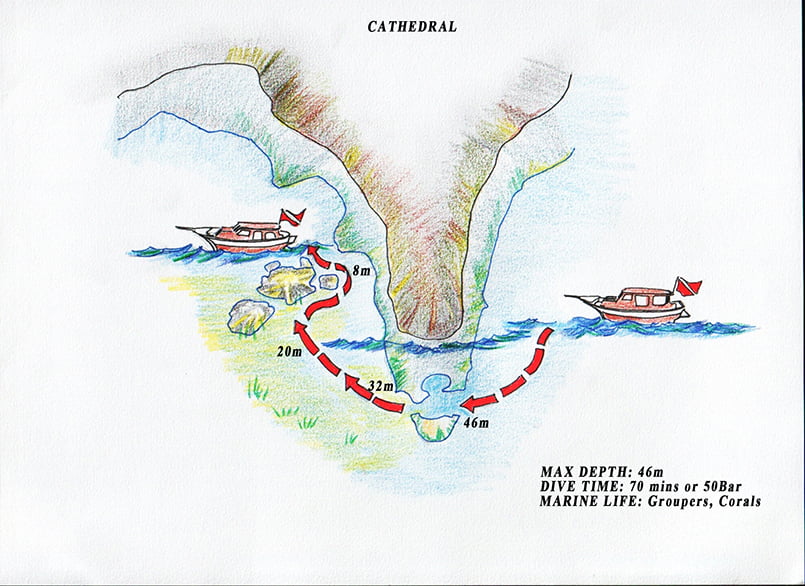 CATHEDRAL
8m
20m
32m
46m
MAX DEPTH: 46m
DIVE TIME: 70 mins or 50Bar
MARINE LIFE: Groupers, Corals